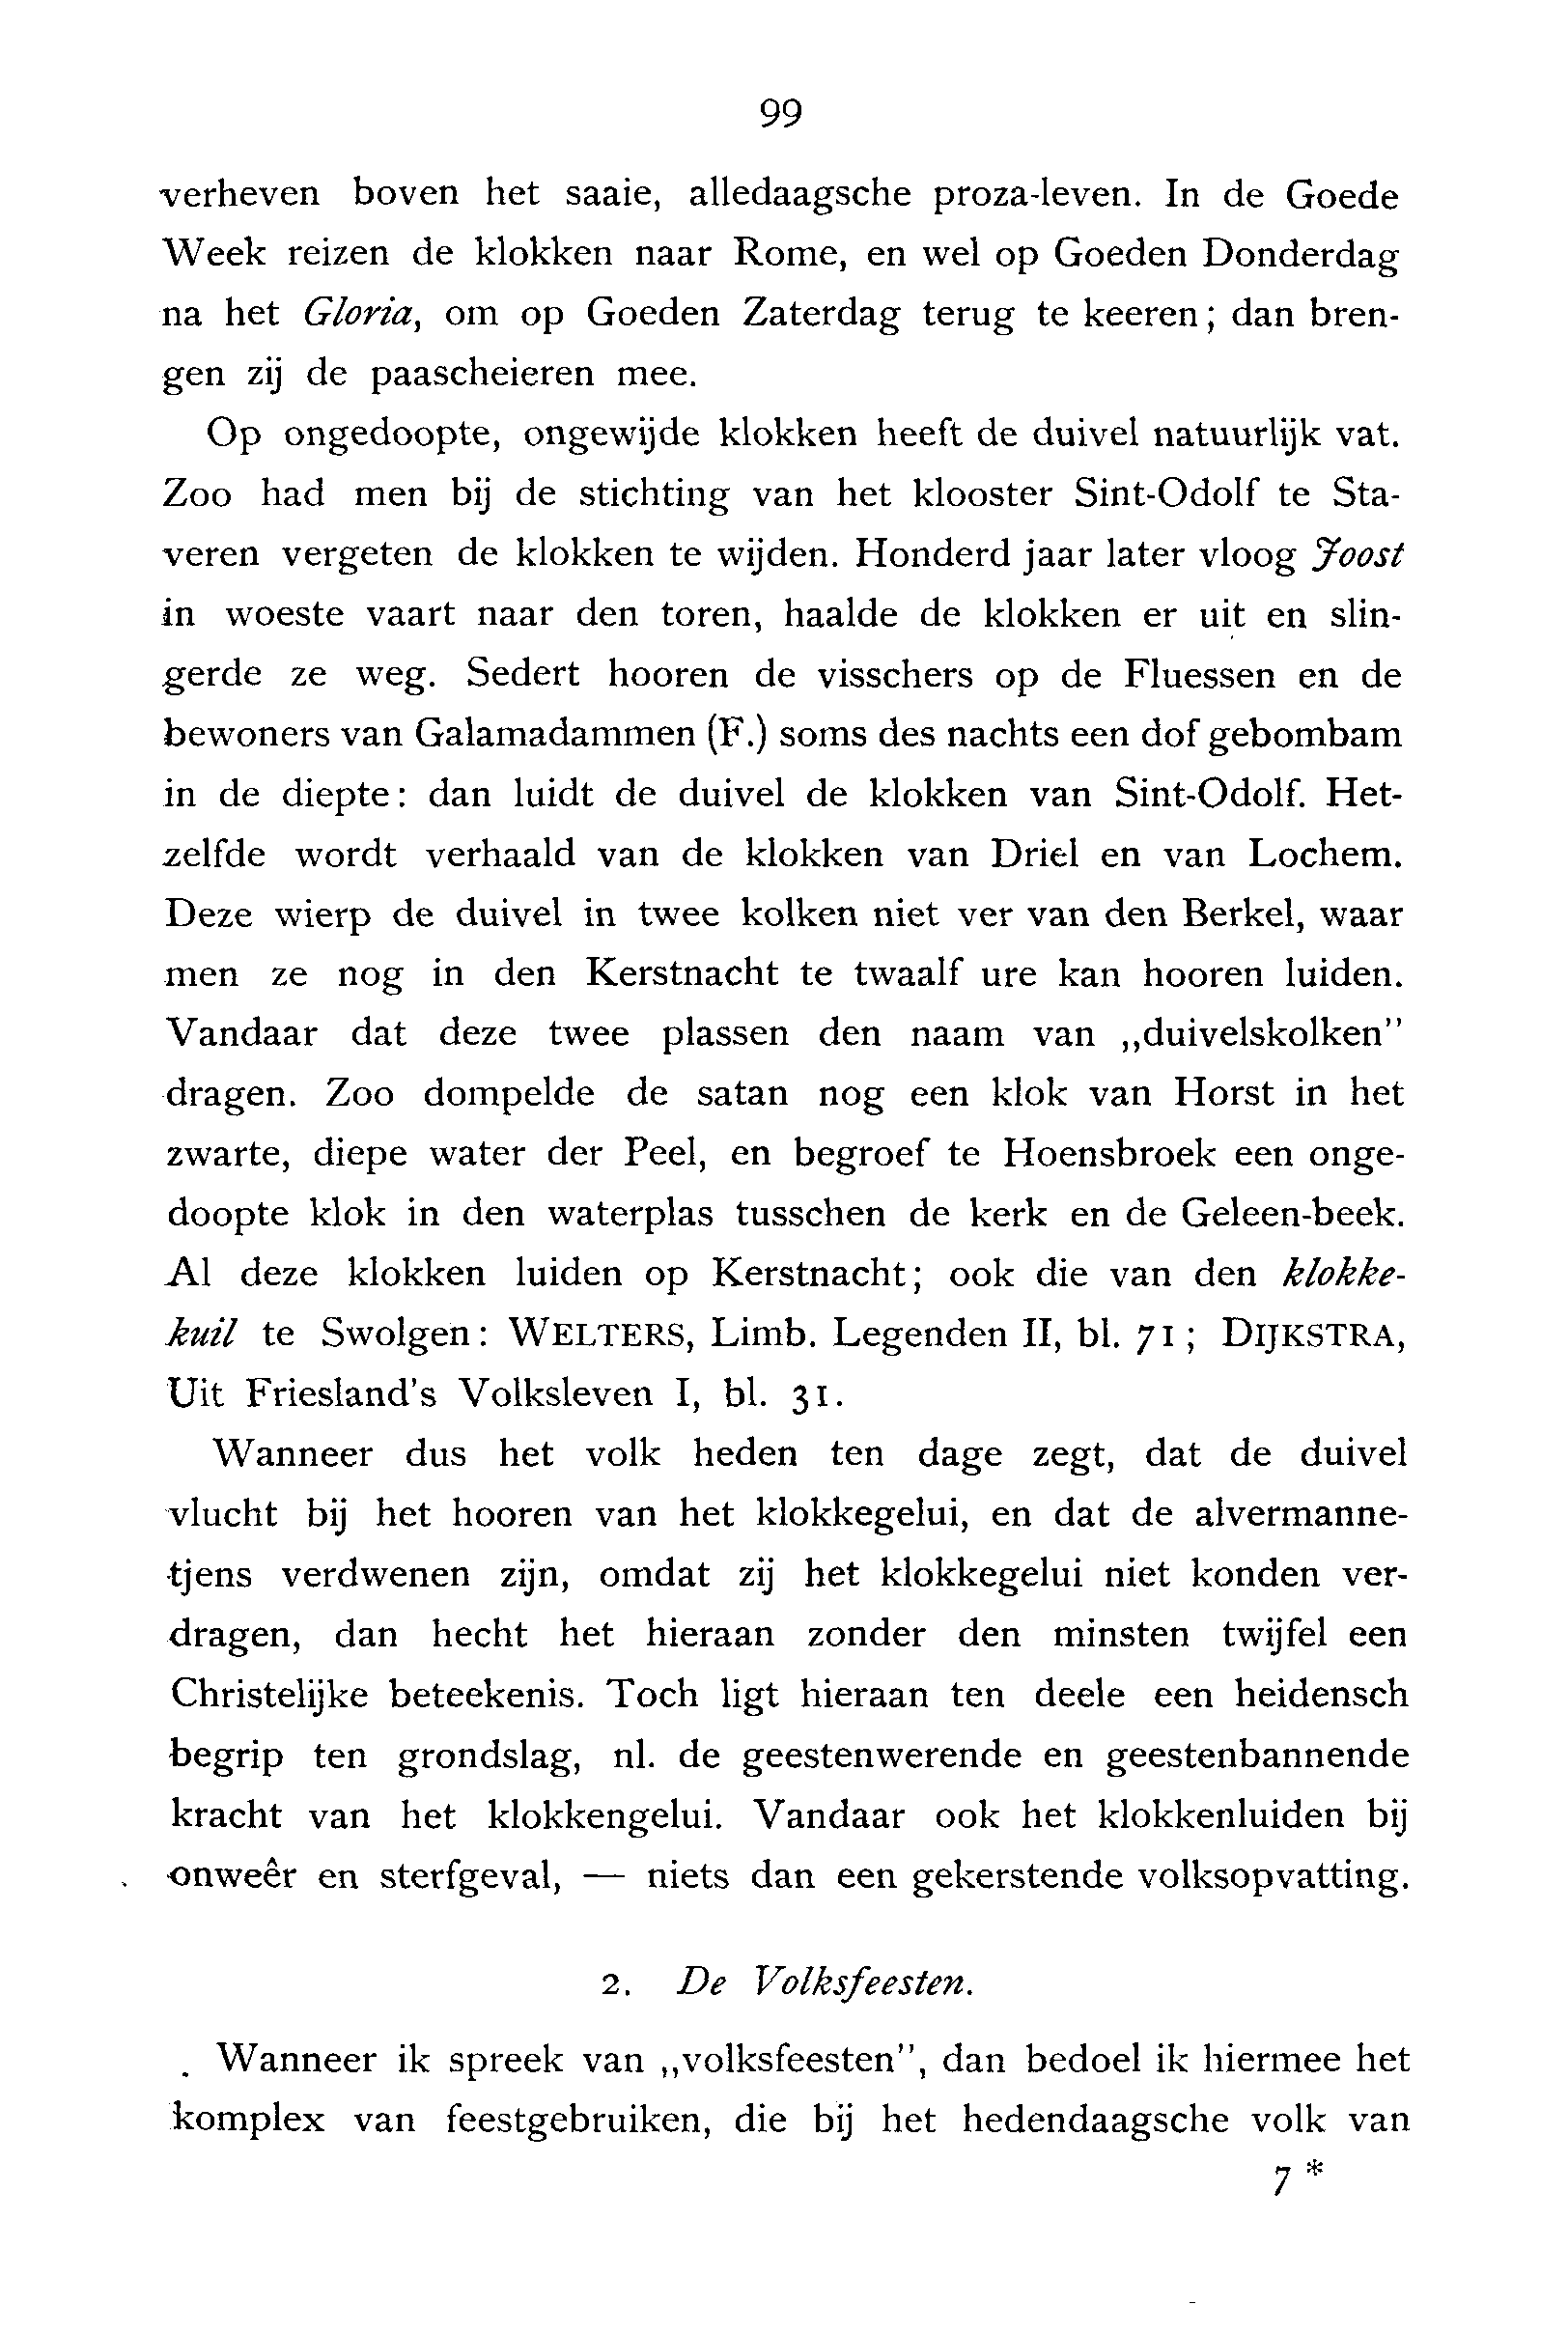 99
verheven boven het saaie, alledaagsche proza-leven. In de Goede
Week reizen de klokken naar Rome, en wel op Goeden Donderdag
na het Gloria, om op Goeden Zaterdag terug te keeren; dan bren-
gen zij de paascheieren mee.
Op ongedoopte, ongewijde klokken heeft de duivel natuurlijk vat.
Zoo had men bij de stichting van het klooster Sint-Odolf te Sta-
veren vergeten de klokken te wijden. Honderd jaar later vloog Joost
in woeste vaart naar den toren, haalde de klokken er uit en slin-
gerde ze weg. Sedert hooren de visschers op de Fluessen en de
bewoners van Galamadammen (F.) soms des nachts een dof gebombam
in de diepte: dan luidt de duivel de klokken van Sint-Odolf. Het-
zelfde wordt verhaald van de klokken van Driel en van Lochem.
Deze wierp de duivel in twee kolken niet ver van den Berkel, waar
men ze nog in den Kerstnacht te twaalf ure kan hooren luiden.
Vandaar dat deze twee plassen den naam van „duivelskolken”
dragen. Zoo dompelde de satan nog een klok van Horst in het
zwarte, diepe water der Peel, en begroef te Hoensbroek een onge-
doopte klok in den waterplas tusschen de kerk en de Geleen-beek.
Al deze klokken luiden op Kerstnacht; ook die van den klokke-
kuil te Swolgen: WELTERS, Limb. Legenden II, bl. 71; DIJKSTRA,
Uit Friesland's Volksleven I, bl. 31.
Wanneer dus het volk heden ten dage zegt, dat de duivel
vlucht bij het hooren van het klokkegelui, en dat de alvermanne-
tjens verdwenen zijn, omdat zij het klokkegelui niet konden ver-
dragen, dan hecht het hieraan zonder den minsten twijfel een
Christelijke beteekenis. Toch ligt hieraan ten deele een heidensch
begrip ten grondslag, nl. de geestenwerende en geestenbannende
kracht van het klokkengelui. Vandaar ook het klokkenluiden bij
onweêr en sterfgeval, — niets dan een gekerstende volksopvatting.
2. De Volksfeesten.
Wanneer ik spreek van „volksfeesten”, dan bedoel ik hiermee het
komplex van feestgebruiken, die bij het hedendaagsche volk van
7 *